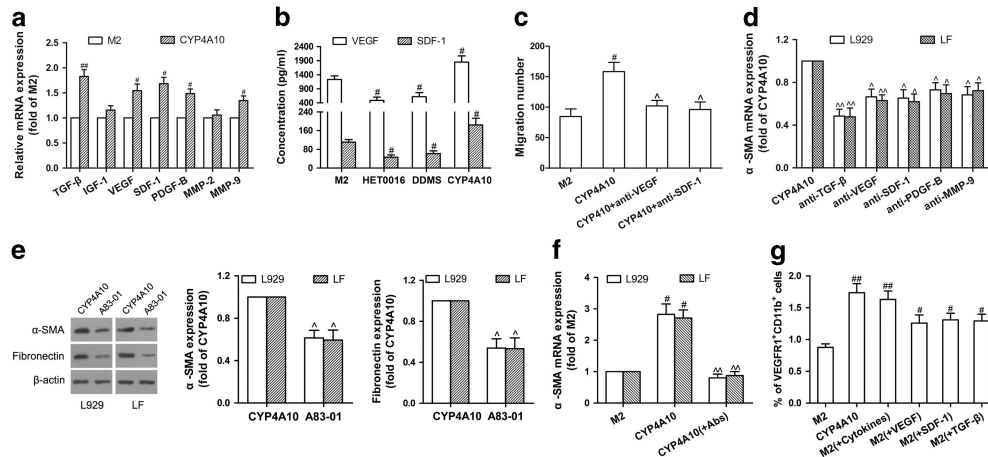 a
M2
CYP4A10
Relative mRNA expression
(fold of M2)
2.5
2.0
1.5
1.0
0.5
0.0
##
#
#
#
#
TGF-β
IGF-1
VEGF
SDF-1
PDGF-B
MMP-2
MMP-9
b
VEGF
SDF-1
Concentration (pg/ml)
2400
1900
1400
900
400
240
160
80
0
#
#
#
#
#
#
M2
HET0016
DDMS
CYP4A10
c
Migration number
200
150
100
50
0
#
^
^
M2
CYP4A10
CYP410+anti-VEGF
CYP410+anti-SDF-1
d
L929
LF
α -SMA mRNA expression
(fold of CYP4A10)
1.2
0.8
0.4
0.0
^^ ^^
^ ^
^ ^
^ ^
^ ^
CYP4A10
anti-TGF-β
anti-VEGF
anti-SDF-1
anti-PDGF-B
anti-MMP-9
e
CYP4A10
A83-01
CYP4A10
A83-01
α-SMA
Fibronectin
β-actin
L929
LF
L929
LF
α -SMA expression
(fold of CYP4A10)
1.2
0.9
0.6
0.3
0.0
^ ^
CYP4A10 A83-01
L929
LF
Fibronectin expression
(fold of CYP4A10)
1.2
0.8
0.4
0.0
^ ^
CYP4A10 A83-01
f
L929
LF
α -SMA mRNA expression
(fold of M2)
4
3
2
1
0
# #
^^ ^^
M2
CYP4A10
CYP4A10(+Abs)
g
% of VEGFR1+CD11b+ cells
2.0
1.5
1.0
0.5
0.0
##
##
#
#
#
M2
CYP4A10
M2(+Cytokines)
M2(+VEGF)
M2(+SDF-1)
M2(+TGF-β)